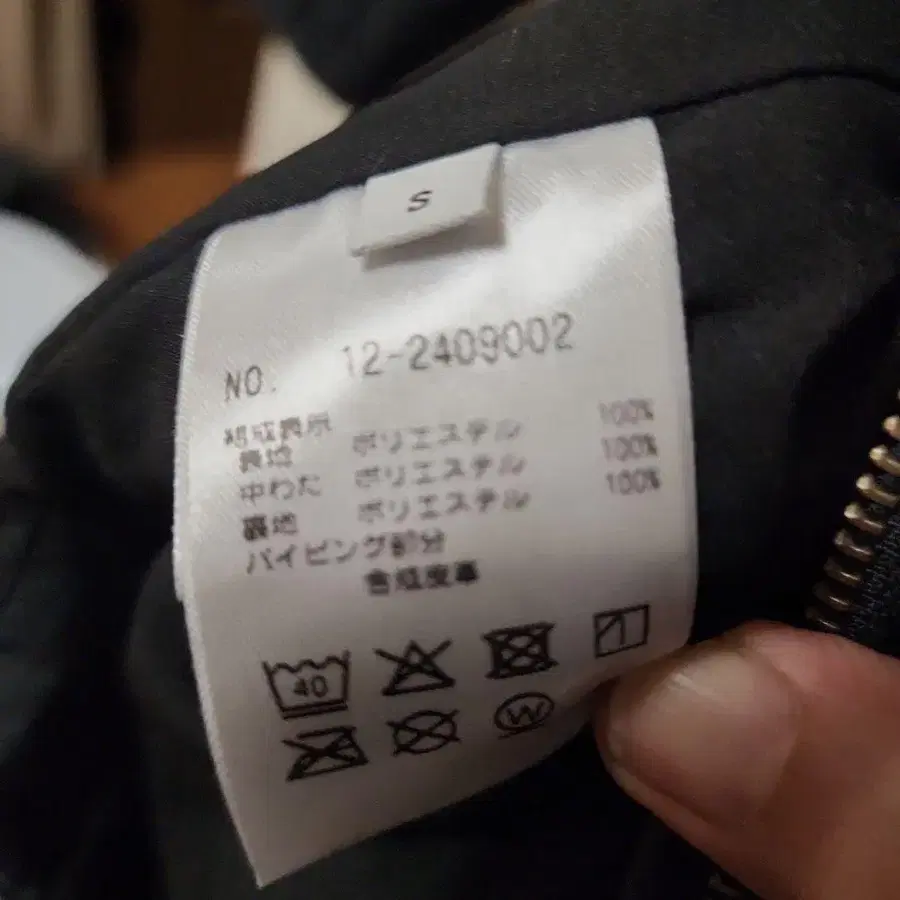 S
NO. 12-2409002
組成表示
表地 ポリエステル 100%
中わた ポリエステル 100%
裏地 ポリエステル 100%
パイピング部分
合成皮革
40
W